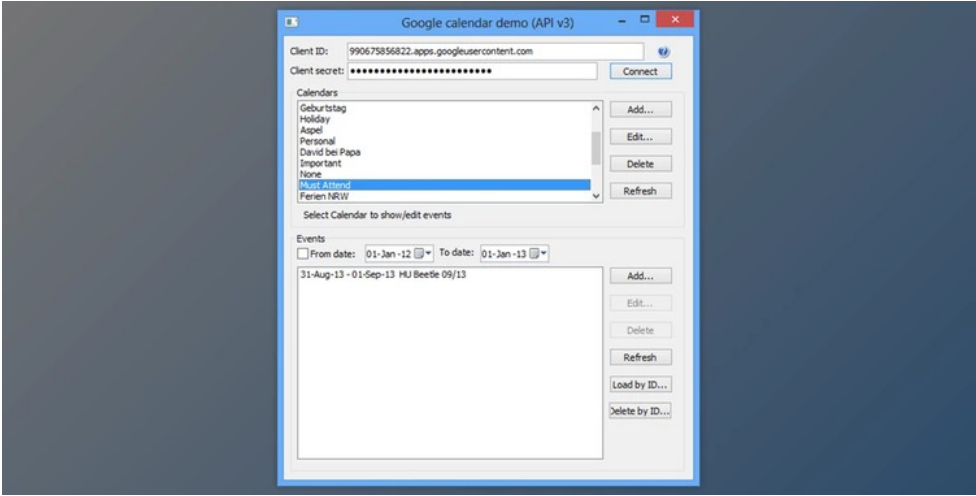 Google calendar demo (API v3)
Client ID: 990675856822.apps.googleusercontent.com
Client secret: ●●●●●●●●●●●●●●●●●●●●●●●● Connect
Calendars
Geburtstag
Holiday
Aspel
Personal
David bei Papa
Important
None
Must Attend
Ferien NRW
Add...
Edit...
Delete
Refresh
Select Calendar to show/edit events
Events
From date: 01-Jan -12 To date: 01-Jan -13
31-Aug-13 - 01-Sep-13 HU Beetle 09/13
Add...
Edit...
Delete
Refresh
Load by ID...
Delete by ID...